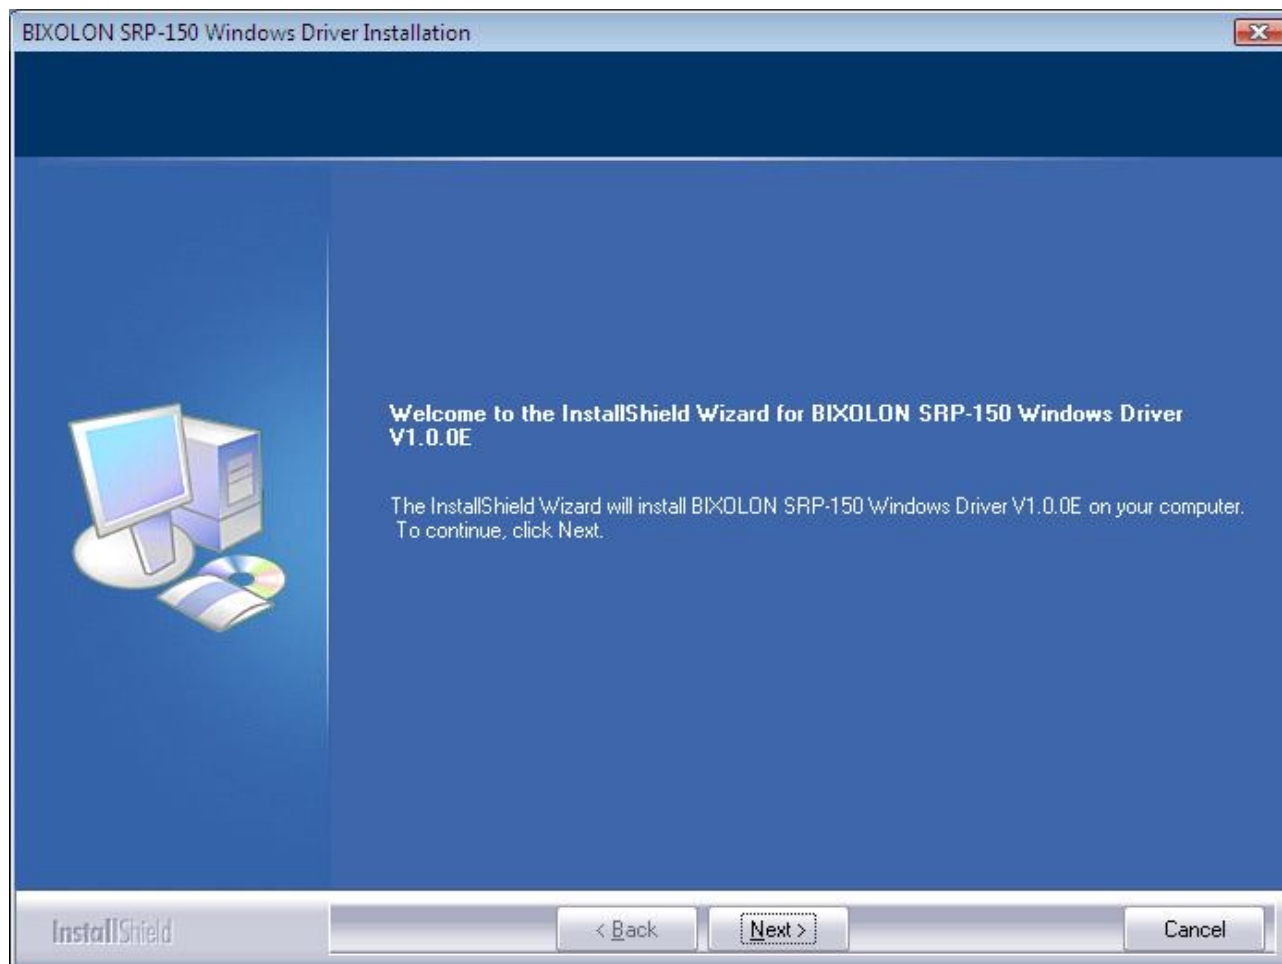 BIXOLON SRP-150 Windows Driver Installation
Welcome to the InstallShield Wizard for BIXOLON SRP-150 Windows Driver
V1.0.0E
The InstallShield Wizard will install BIXOLON SRP-150 Windows Driver V1.0.0E on your computer.
To continue, click Next.
InstallShield
< Back
Next >
Cancel